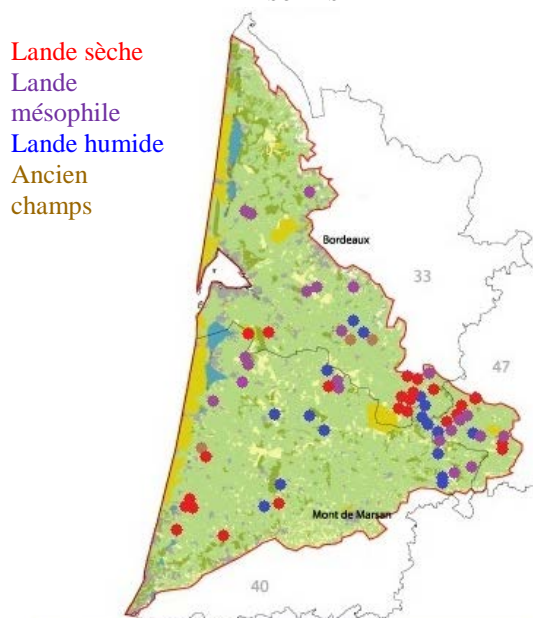 Lande sèche
Lande
mésophile
Lande humide
Ancien
champs
Bordeaux
33
47
Mont de Marsan
40